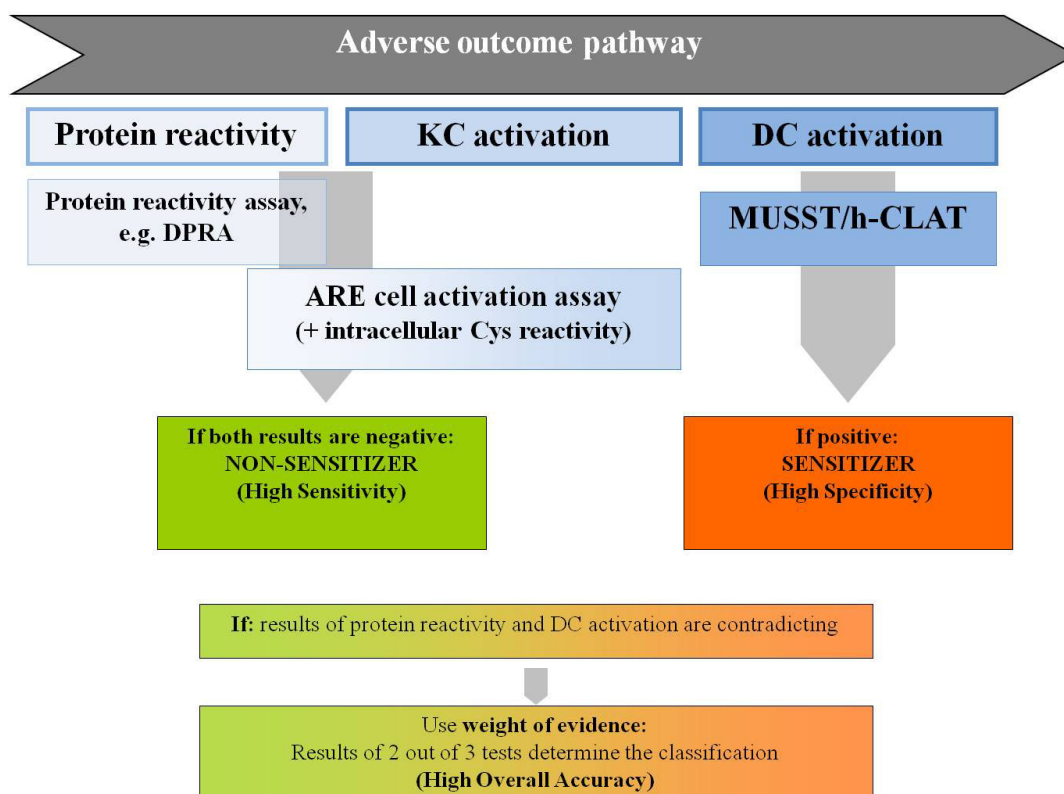 Adverse outcome pathway
Protein reactivity
KC activation
DC activation
Protein reactivity assay,
e.g. DPRA
MUSST/h-CLAT
ARE cell activation assay
(+ intracellular Cys reactivity)
If both results are negative:
NON-SENSITIZER
(High Sensitivity)
If positive:
SENSITIZER
(High Specificity)
If: results of protein reactivity and DC activation are contradicting
Use weight of evidence:
Results of 2 out of 3 tests determine the classification
(High Overall Accuracy)